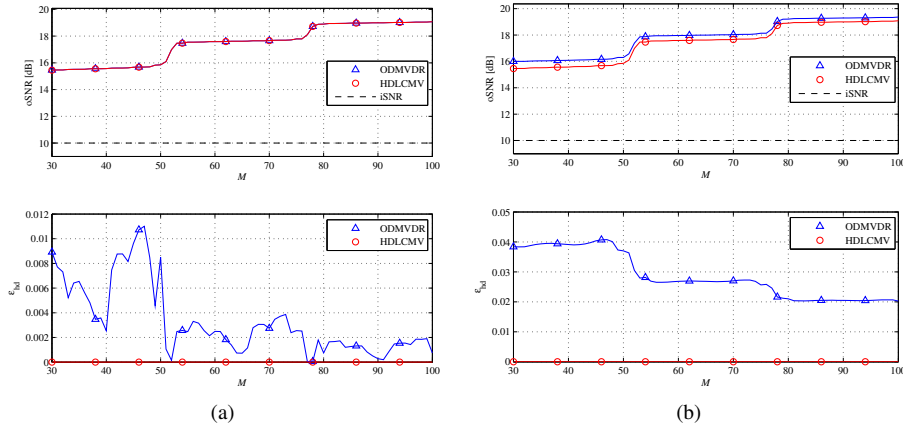 20
18
16
14
12
10
oSNR [dB]
ODMVDR
HDLCMV
iSNR
30 40 50 60 70 80 90 100
M
0.012
0.01
0.008
0.006
0.004
0.002
0
ε_hd
ODMVDR
HDLCMV
30 40 50 60 70 80 90 100
M
(a)
20
18
16
14
12
10
oSNR [dB]
ODMVDR
HDLCMV
iSNR
30 40 50 60 70 80 90 100
M
0.05
0.04
0.03
0.02
0.01
0.00
ε_hd
ODMVDR
HDLCMV
30 40 50 60 70 80 90 100
M
(b)